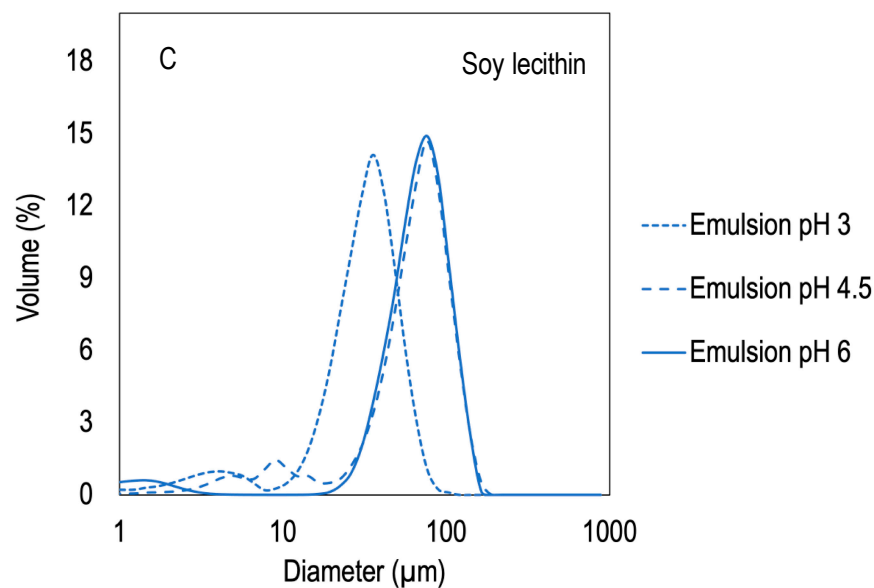 C
Soy lecithin
18
15
12
9
6
3
0
Volume (%)
1
10
100
1000
Diameter (µm)
Emulsion pH 3
Emulsion pH 4.5
Emulsion pH 6